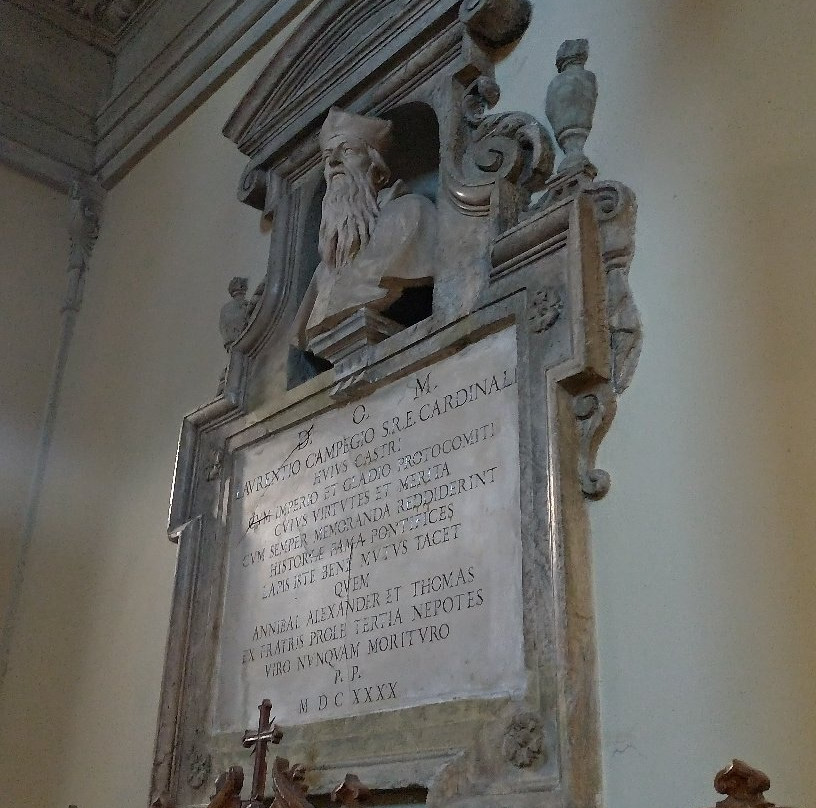 D. O. M.
LAVRENTIO CAMPEGIO S.R.E. CARDINALI
HVIVS CASTRI
CVM IMPERIO ET GLADIO PROTOCOMITI
CVIVS VIRTVTES ET MERITA
CVM SEMPER MEMORANDA REDDIDERINT
HISTORIAE FAMA PONTIFICES
LAPIS ISTE BENE MVTVS TACET
QVEM
ANNIBAL ALEXANDER ET THOMAS
EX FRATRIS PROLE TERTIA NEPOTES
VIRO NVNQVAM MORITVRO
P. P.
M D C XXXX